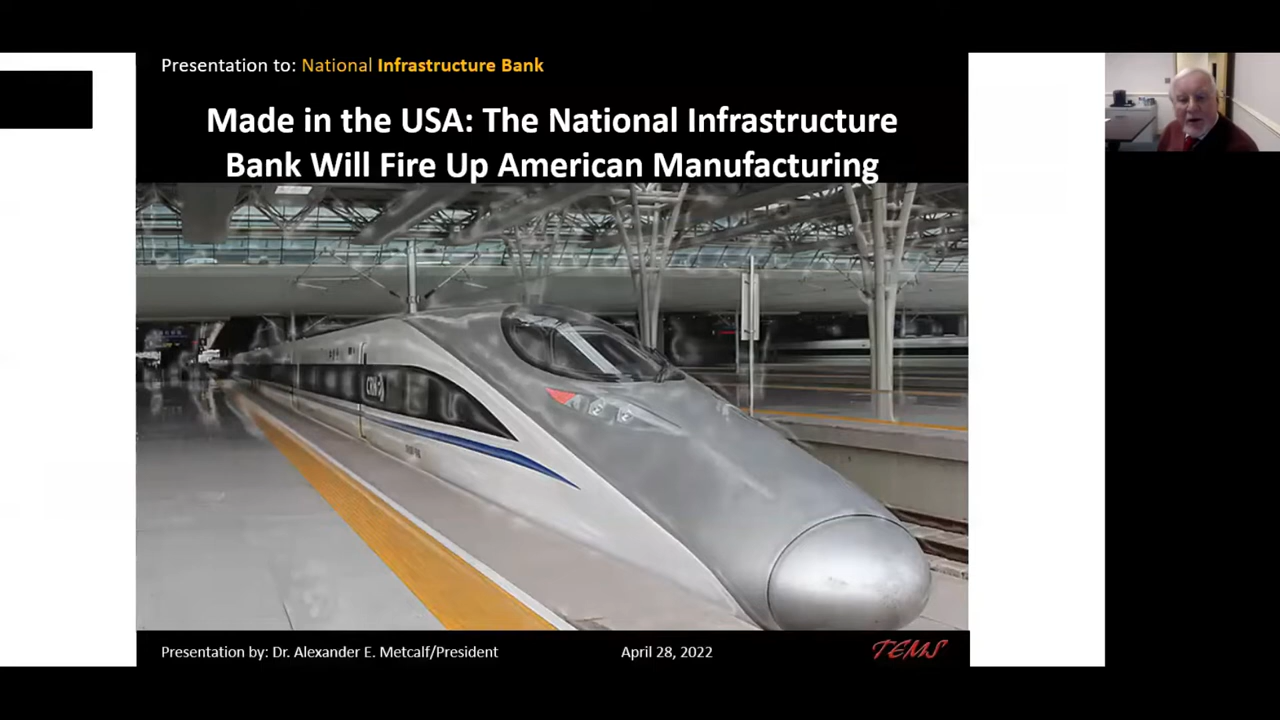 Presentation to: National Infrastructure Bank
Made in the USA: The National Infrastructure
Bank Will Fire Up American Manufacturing
Presentation by: Dr. Alexander E. Metcalf/President
April 28, 2022
TEMS